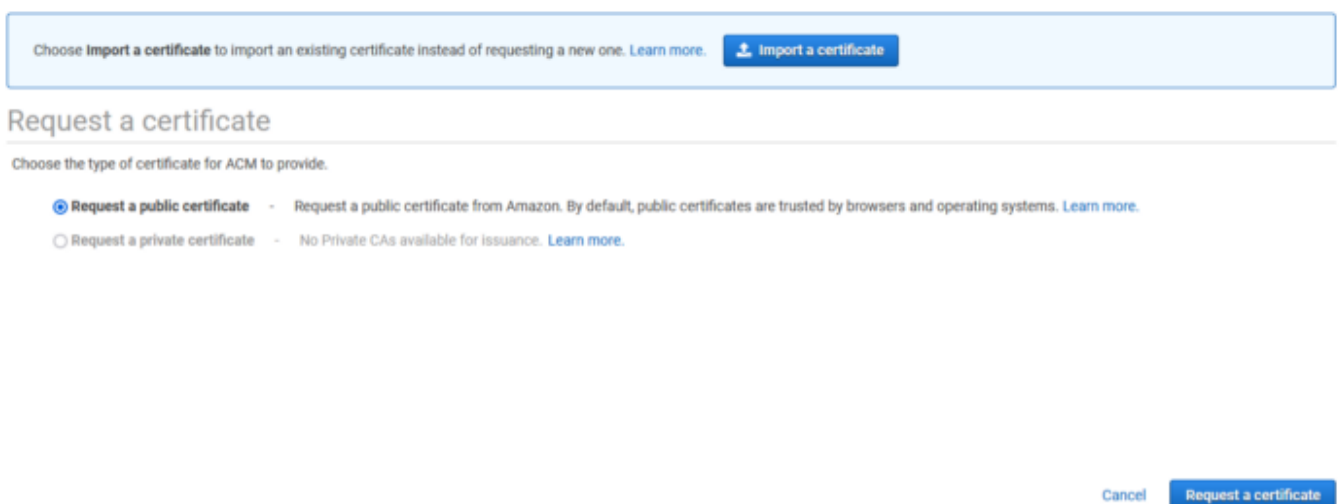 Choose Import a certificate to import an existing certificate instead of requesting a new one. Learn more. Import a certificate
Request a certificate
Choose the type of certificate for ACM to provide.
Request a public certificate - Request a public certificate from Amazon. By default, public certificates are trusted by browsers and operating systems. Learn more.
Request a private certificate - No Private CAs available for issuance. Learn more.
Cancel Request a certificate